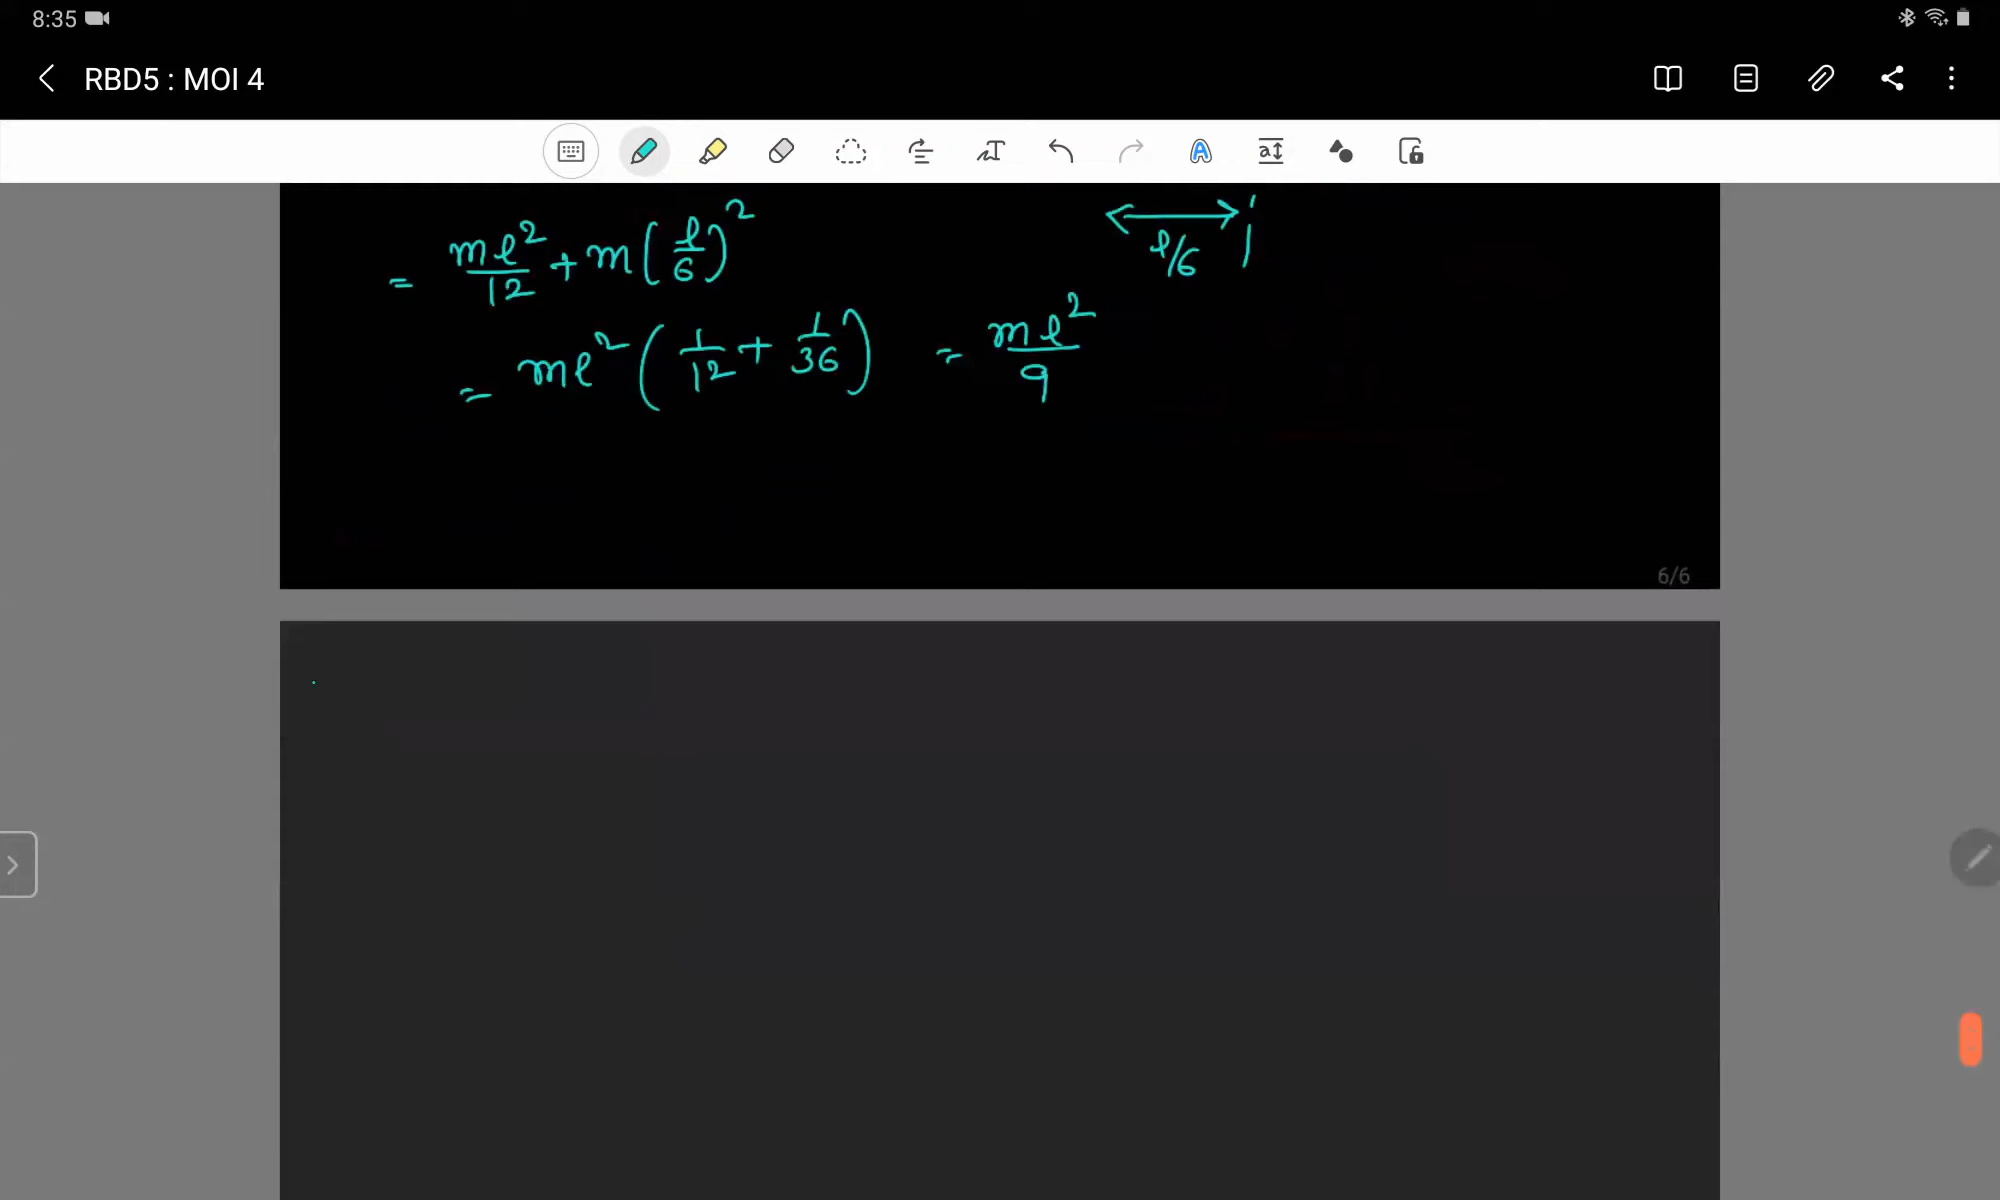 8:35
RBD5 : MOI 4
= mℓ²/12 + m(ℓ/6)²
ℓ/6
= mℓ²(1/12 + 1/36) = mℓ²/9
6/6